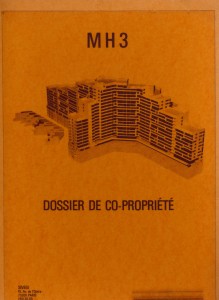 MH3
DOSSIER DE CO-PROPRIÉTÉ